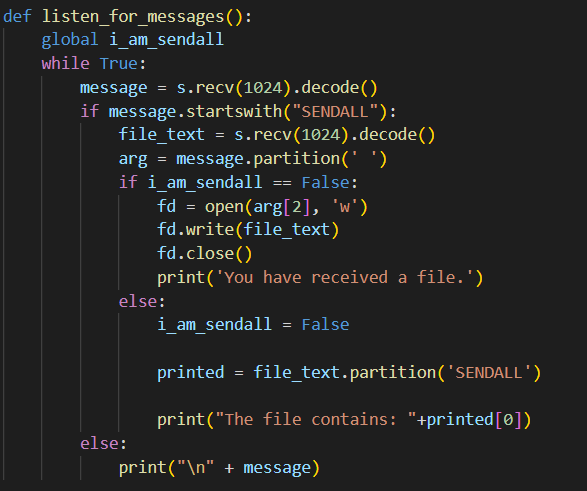 def listen_for_messages():
    global i_am_sendall
    while True:
        message = s.recv(1024).decode()
        if message.startswith("SENDALL"):
            file_text = s.recv(1024).decode()
            arg = message.partition(' ')
            if i_am_sendall == False:
                fd = open(arg[2], 'w')
                fd.write(file_text)
                fd.close()
                print('You have received a file.')
            else:
                i_am_sendall = False

                printed = file_text.partition('SENDALL')

                print("The file contains: "+printed[0])
        else:
            print("\n" + message)